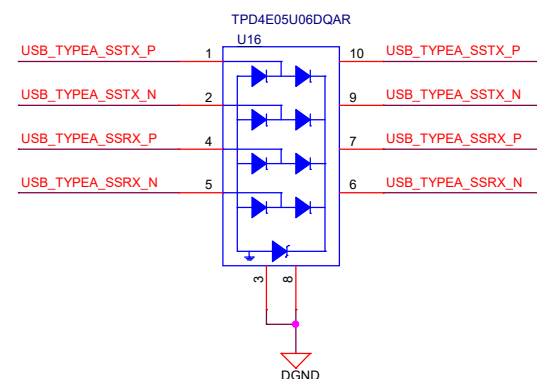 TPD4E05U06DQAR
U16
USB_TYPEA_SSTX_P 1 10 USB_TYPEA_SSTX_P
USB_TYPEA_SSTX_N 2 9 USB_TYPEA_SSTX_N
USB_TYPEA_SSRX_P 4 7 USB_TYPEA_SSRX_P
USB_TYPEA_SSRX_N 5 6 USB_TYPEA_SSRX_N
3 8
DGND